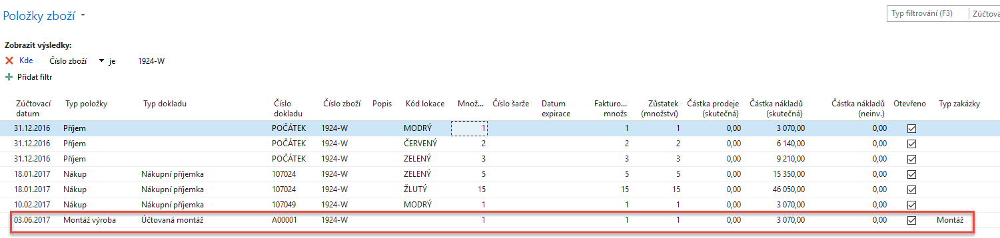 Položky zboží
Typ filtrování (F3) Zúčtova
Zobrazit výsledky:
Kde Číslo zboží je 1924-W
Přidat filtr
Zúčtovací datum Typ položky Typ dokladu Číslo dokladu Číslo zboží Popis Kód lokace Množ... Číslo šarže Datum expirace Fakturo... množs Zůstatek (množství) Částka prodeje (skutečná) Částka nákladů (skutečná) Částka nákladů (neinv.) Otevřeno Typ zakázky
31.12.2016 Příjem POČÁTEK 1924-W MODRÝ 1 1 1 0,00 3 070,00 0,00
31.12.2016 Příjem POČÁTEK 1924-W ČERVENÝ 2 2 2 0,00 6 140,00 0,00
31.12.2016 Příjem POČÁTEK 1924-W ZELENÝ 3 3 3 0,00 9 210,00 0,00
18.01.2017 Nákup Nákupní příjemka 107024 1924-W ZELENÝ 5 5 5 0,00 15 350,00 0,00
18.01.2017 Nákup Nákupní příjemka 107024 1924-W ŽLUTÝ 15 15 15 0,00 46 050,00 0,00
10.02.2017 Nákup Nákupní příjemka 107049 1924-W MODRÝ 1 1 1 0,00 3 070,00 0,00
03.06.2017 Montáž výroba Účtovaná montáž A00001 1924-W 1 1 1 0,00 3 070,00 0,00 Montáž